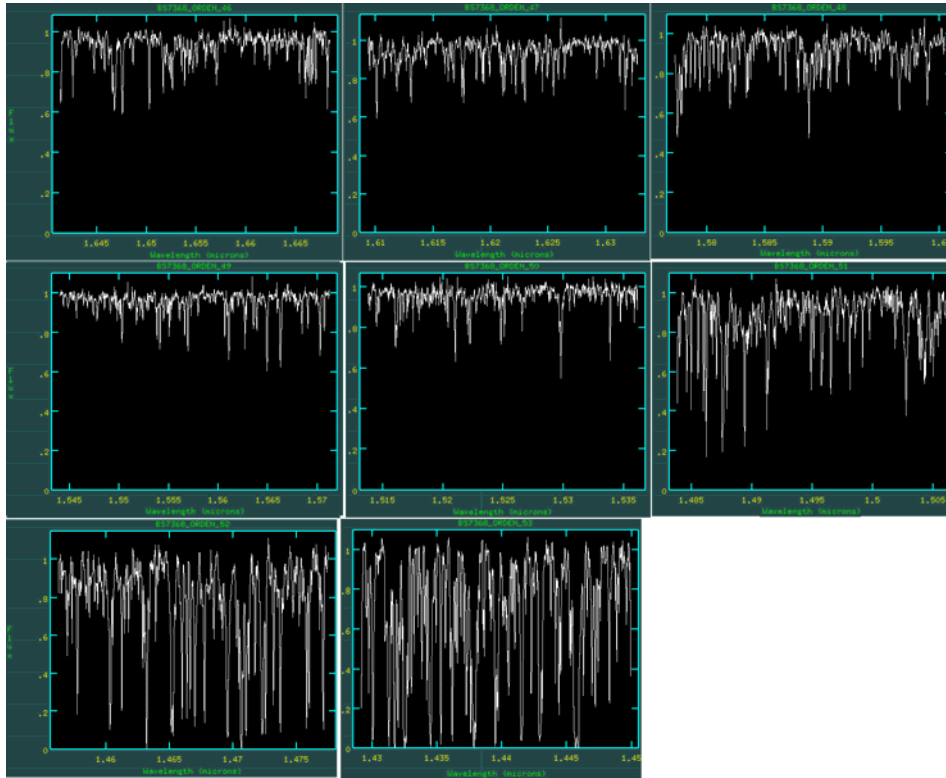 BS7368_ORDEN_46
1
.8
.6
.4
.2
0
Flux
1.645 1.65 1.655 1.66 1.665
Wavelength (microns)
BS7368_ORDEN_47
1
.8
.6
.4
.2
0
1.61 1.615 1.62 1.625 1.63
Wavelength (microns)
BS7368_ORDEN_48
1
.8
.6
.4
.2
0
1.58 1.585 1.59 1.595 1.6
Wavelength (microns)
BS7368_ORDEN_49
1
.8
.6
.4
.2
0
Flux
1.545 1.55 1.555 1.56 1.565 1.57
Wavelength (microns)
BS7368_ORDEN_50
1
.8
.6
.4
.2
0
1.515 1.52 1.525 1.53 1.535
Wavelength (microns)
BS7368_ORDEN_51
1
.8
.6
.4
.2
0
1.485 1.49 1.495 1.5 1.505
Wavelength (microns)
BS7368_ORDEN_52
1
.8
.6
.4
.2
0
Flux
1.46 1.465 1.47 1.475
Wavelength (microns)
BS7368_ORDEN_53
1
.8
.6
.4
.2
0
1.43 1.435 1.44 1.445 1.45
Wavelength (microns)